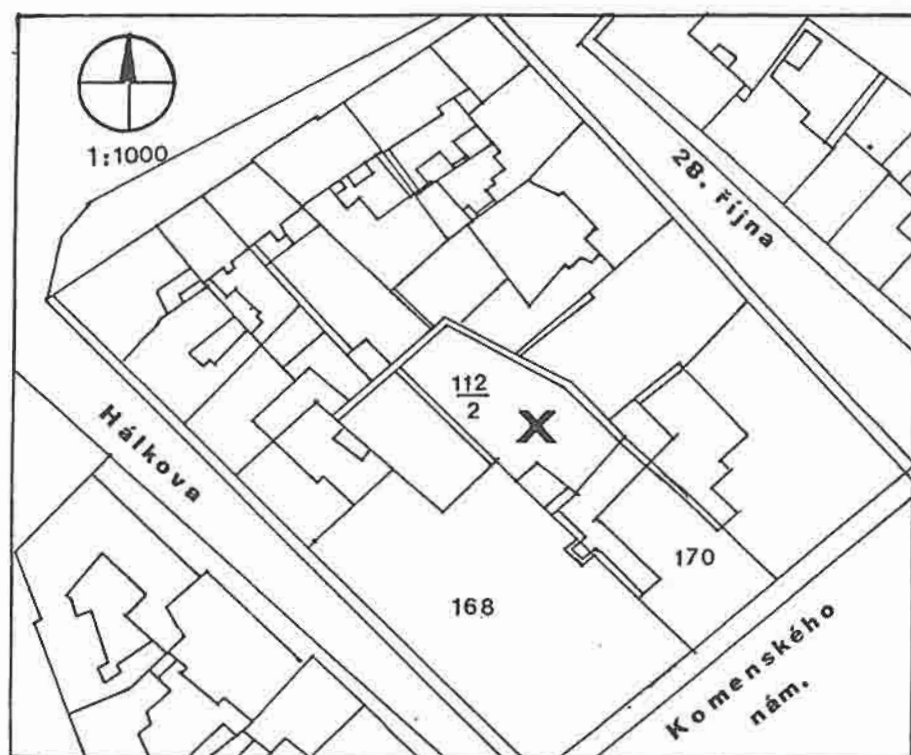 1:1000
28. října
112
2
X
Hálkova
170
168
Komenského
nám.